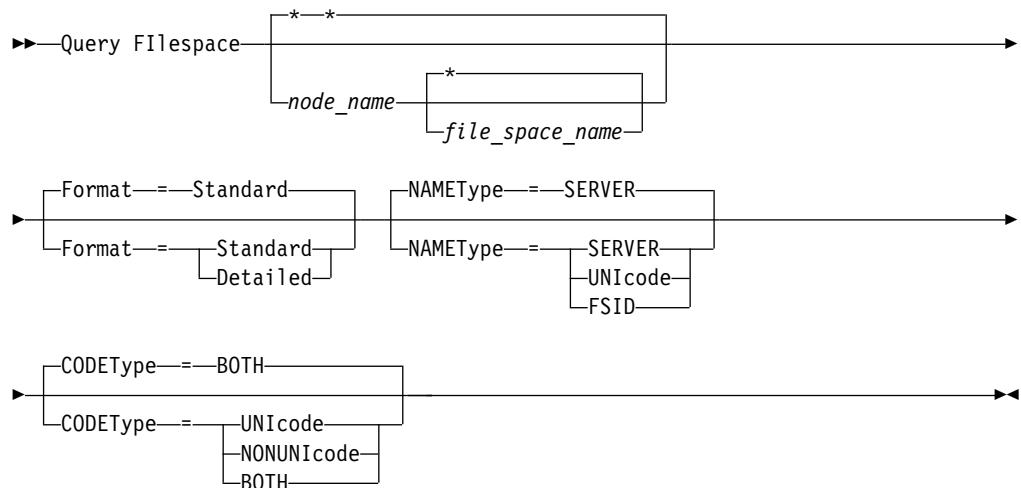 * *
Query FIlespace
*
node_name
file_space_name
Format = Standard NAMEType = SERVER
Format = Standard NAMEType = SERVER
Detailed UNIcode
FSID
CODEType = BOTH
CODEType = UNIcode
NONUNIcode
BOTH